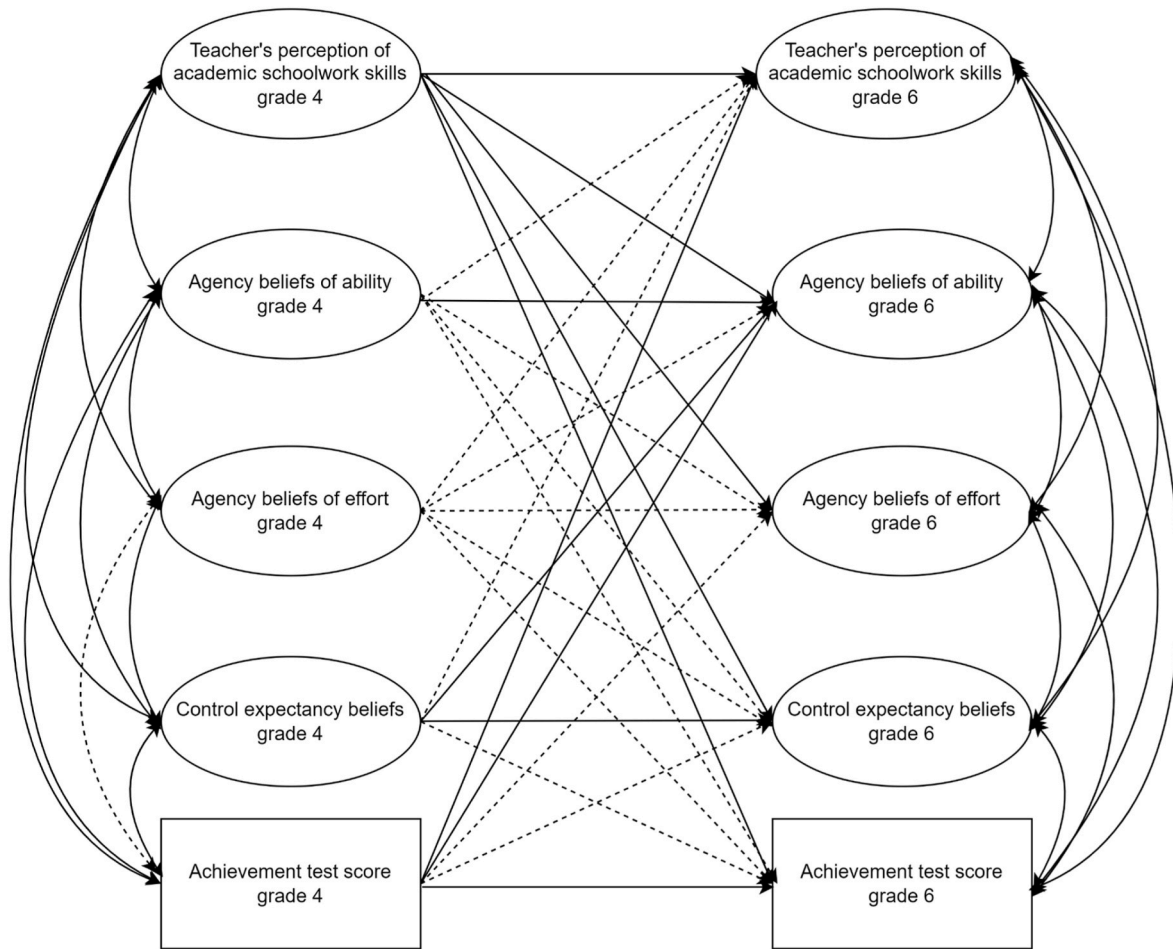 Teacher's perception of
academic schoolwork skills
grade 4
Teacher's perception of
academic schoolwork skills
grade 6
Agency beliefs of ability
grade 4
Agency beliefs of ability
grade 6
Agency beliefs of effort
grade 4
Agency beliefs of effort
grade 6
Control expectancy beliefs
grade 4
Control expectancy beliefs
grade 6
Achievement test score
grade 4
Achievement test score
grade 6